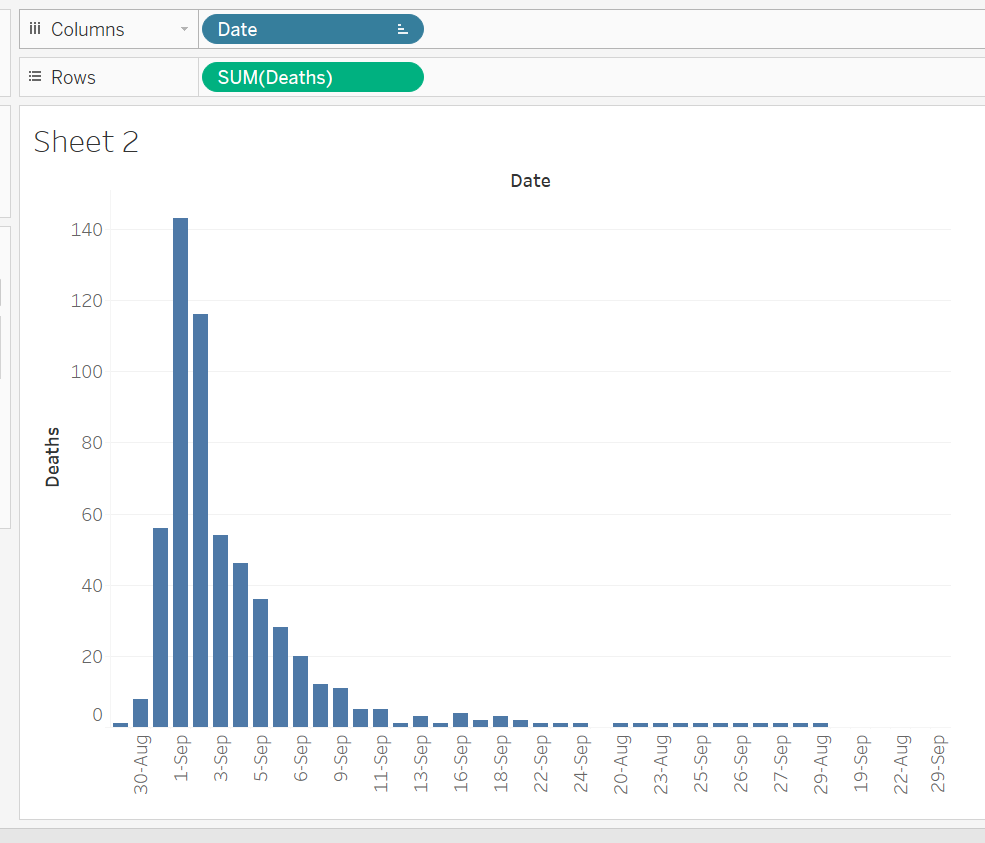 Columns
Date
Rows
SUM(Deaths)
Sheet 2
Date
Deaths
140
120
100
80
60
40
20
0
30-Aug
1-Sep
3-Sep
5-Sep
6-Sep
9-Sep
11-Sep
13-Sep
16-Sep
18-Sep
22-Sep
24-Sep
20-Aug
23-Aug
25-Sep
26-Sep
27-Sep
29-Aug
19-Sep
22-Aug
29-Sep